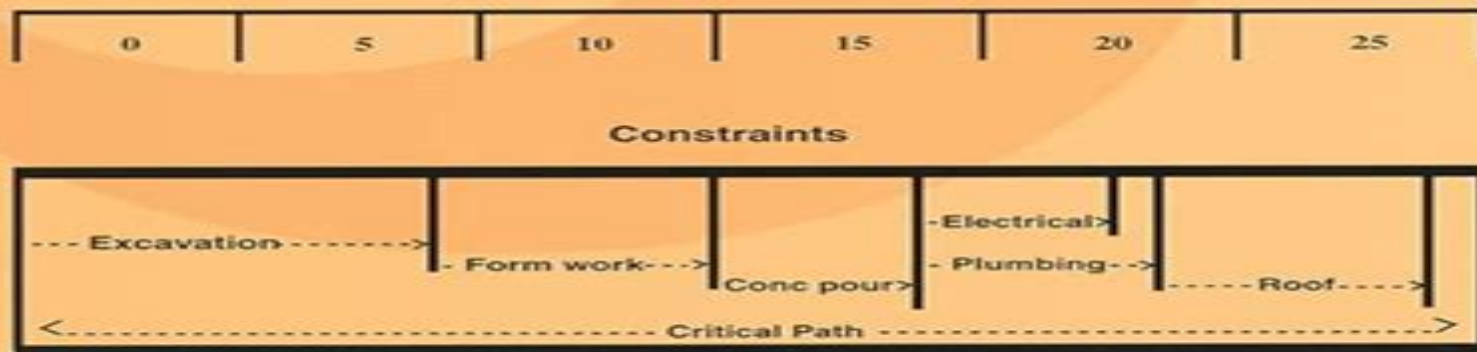 0 5 10 15 20 25
Constraints
- Electrical>
--- Excavation ------->
- Form work--->
- Plumbing-->
Conc pour>
-----Roof---->
<--------------------------- Critical Path --------------------------->